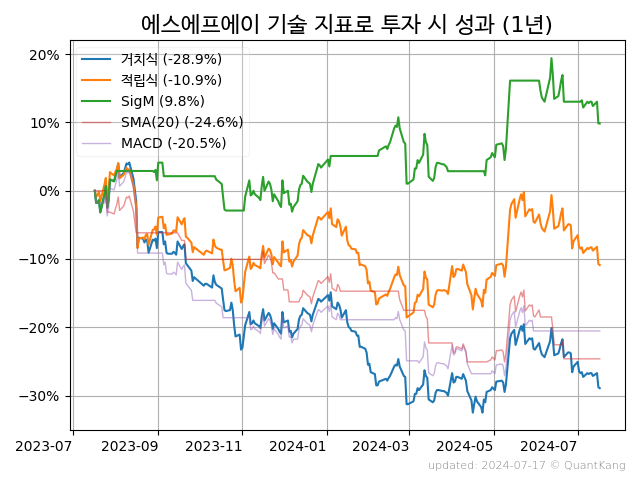 에스에프에이 기술 지표로 투자 시 성과 (1년)
20%
10%
0%
−10%
−20%
−30%
거치식 (-28.9%)
적립식 (-10.9%)
SigM (9.8%)
SMA(20) (-24.6%)
MACD (-20.5%)
2023-07 2023-09 2023-11 2024-01 2024-03 2024-05 2024-07
updated: 2024-07-17 © QuantKang